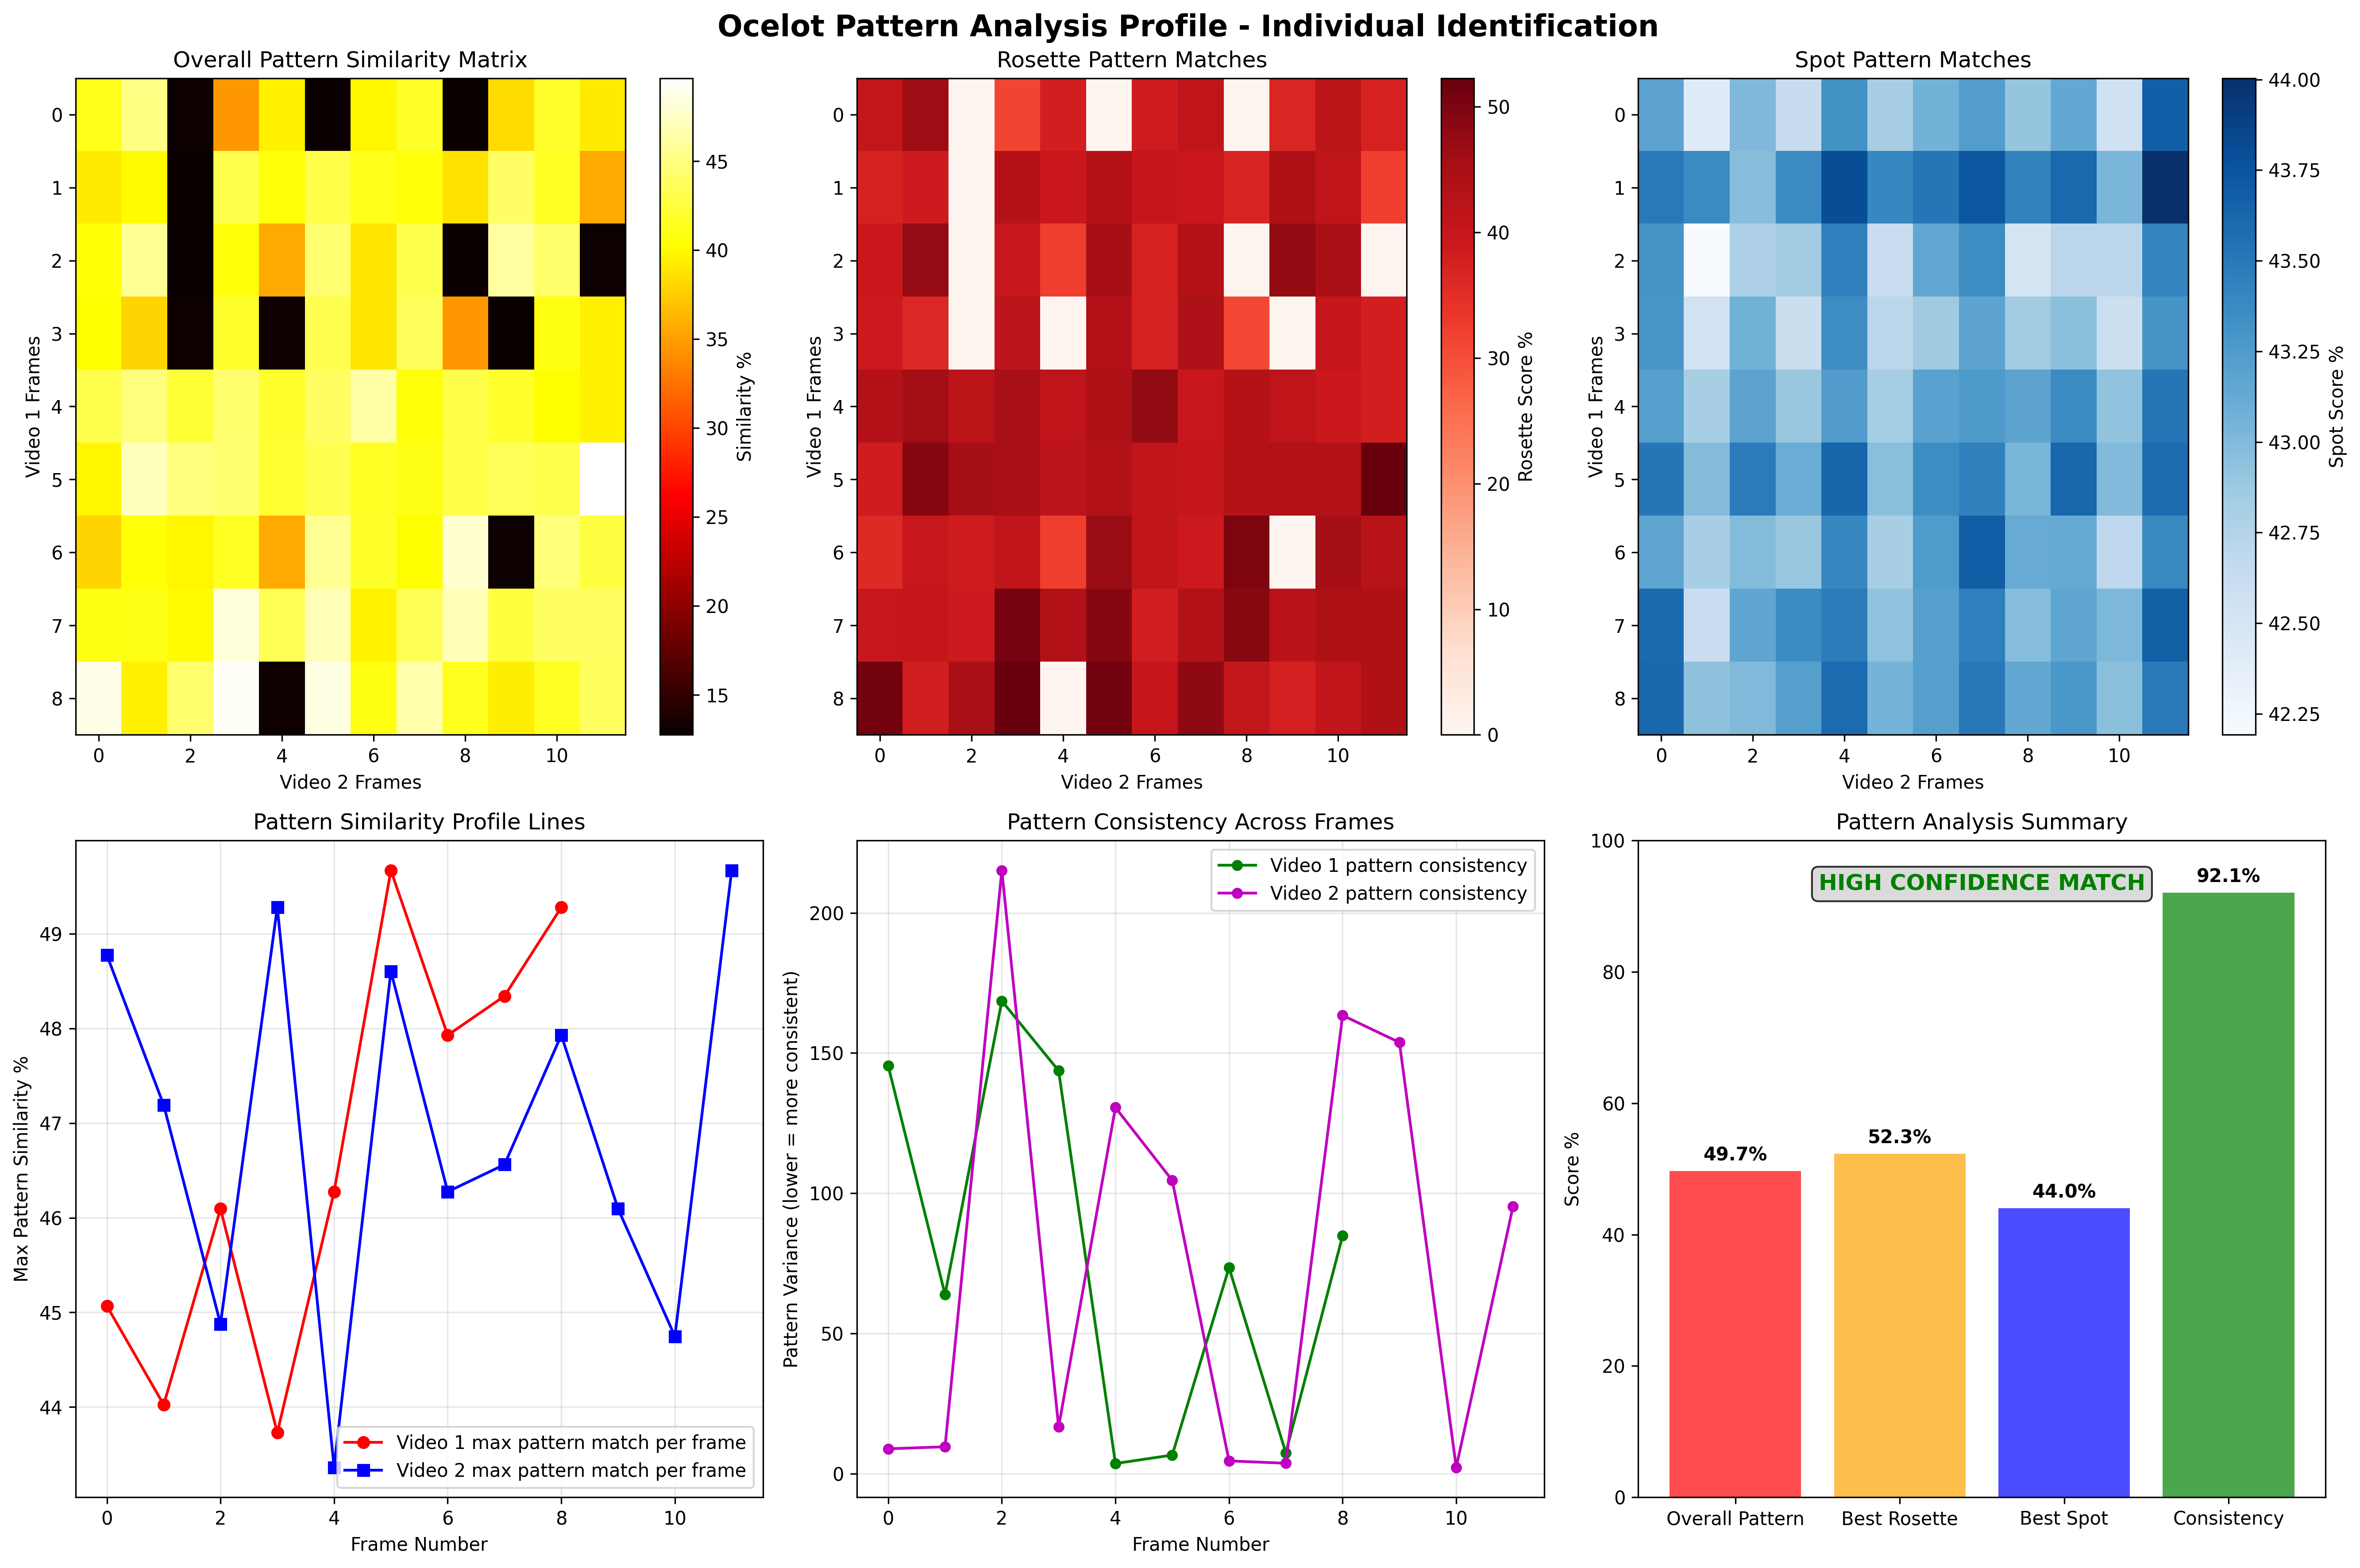 Ocelot Pattern Analysis Profile - Individual Identification
Overall Pattern Similarity Matrix
0
1
2
3
4
5
6
7
8
Video 1 Frames
0 2 4 6 8 10
Video 2 Frames
45
40
35
30
25
20
15
Similarity %
Rosette Pattern Matches
0
1
2
3
4
5
6
7
8
Video 1 Frames
0 2 4 6 8 10
Video 2 Frames
50
40
30
20
10
0
Rosette Score %
Spot Pattern Matches
0
1
2
3
4
5
6
7
8
Video 1 Frames
0 2 4 6 8 10
Video 2 Frames
44.00
43.75
43.50
43.25
43.00
42.75
42.50
42.25
Spot Score %
Pattern Similarity Profile Lines
49
48
47
46
45
44
Max Pattern Similarity %
Video 1 max pattern match per frame
Video 2 max pattern match per frame
0 2 4 6 8 10
Frame Number
Pattern Consistency Across Frames
Video 1 pattern consistency
Video 2 pattern consistency
200
150
100
50
0
Pattern Variance (lower = more consistent)
0 2 4 6 8 10
Frame Number
Pattern Analysis Summary
HIGH CONFIDENCE MATCH
100
80
60
40
20
0
Score %
49.7%
52.3%
44.0%
92.1%
Overall Pattern
Best Rosette
Best Spot
Consistency